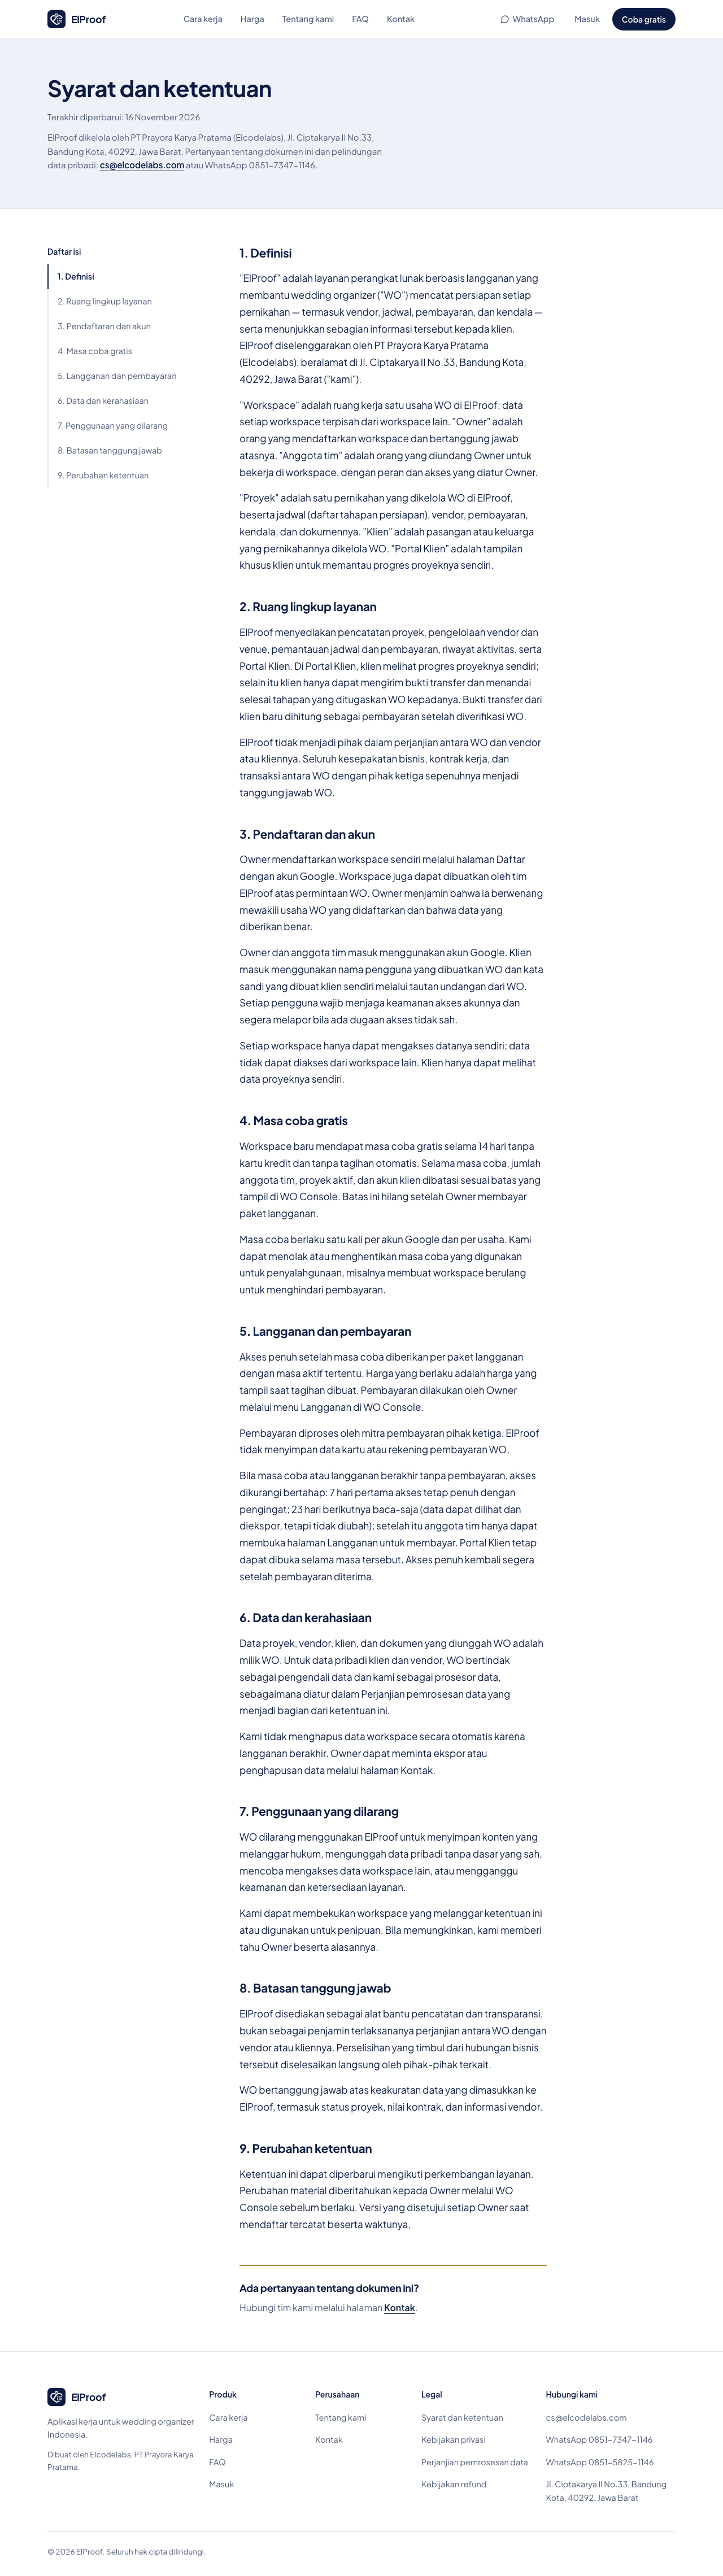 ElProof
Cara kerja
Harga
Tentang kami
FAQ
Kontak
WhatsApp
Masuk
Coba gratis
Syarat dan ketentuan
Terakhir diperbarui: 16 November 2026
ElProof dikelola oleh PT Prayora Karya Pratama (Elcodelabs), Jl. Ciptakarya II No.33,
Bandung Kota, 40292, Jawa Barat. Pertanyaan tentang dokumen ini dan pelindungan
data pribadi: cs@elcodelabs.com atau WhatsApp 0851-7347-1146.
Daftar isi
1. Definisi
2. Ruang lingkup layanan
3. Pendaftaran dan akun
4. Masa coba gratis
5. Langganan dan pembayaran
6. Data dan kerahasiaan
7. Penggunaan yang dilarang
8. Batasan tanggung jawab
9. Perubahan ketentuan
1. Definisi
"ElProof" adalah layanan perangkat lunak berbasis langganan yang
membantu wedding organizer ("WO") mencatat persiapan setiap
pernikahan — termasuk vendor, jadwal, pembayaran, dan kendala —
serta menunjukkan sebagian informasi tersebut kepada klien.
ElProof diselenggarakan oleh PT Prayora Karya Pratama
(Elcodelabs), beralamat di Jl. Ciptakarya II No.33, Bandung Kota,
40292, Jawa Barat ("kami").
"Workspace" adalah ruang kerja satu usaha WO di ElProof; data
setiap workspace terpisah dari workspace lain. "Owner" adalah
orang yang mendaftarkan workspace dan bertanggung jawab
atasnya. "Anggota tim" adalah orang yang diundang Owner untuk
bekerja di workspace, dengan peran dan akses yang diatur Owner.
"Proyek" adalah satu pernikahan yang dikelola WO di ElProof,
beserta jadwal (daftar tahapan persiapan), vendor, pembayaran,
kendala, dan dokumennya. "Klien" adalah pasangan atau keluarga
yang pernikahannya dikelola WO. "Portal Klien" adalah tampilan
khusus klien untuk memantau progres proyeknya sendiri.
2. Ruang lingkup layanan
ElProof menyediakan pencatatan proyek, pengelolaan vendor dan
venue, pemantauan jadwal dan pembayaran, riwayat aktivitas, serta
Portal Klien. Di Portal Klien, klien melihat progres proyeknya sendiri;
selain itu klien hanya dapat mengirim bukti transfer dan menandai
selesai tahapan yang ditugaskan WO kepadanya. Bukti transfer dari
klien baru dihitung sebagai pembayaran setelah diverifikasi WO.
ElProof tidak menjadi pihak dalam perjanjian antara WO dan vendor
atau kliennya. Seluruh kesepakatan bisnis, kontrak kerja, dan
transaksi antara WO dengan pihak ketiga sepenuhnya menjadi
tanggung jawab WO.
3. Pendaftaran dan akun
Owner mendaftarkan workspace sendiri melalui halaman Daftar
dengan akun Google. Workspace juga dapat dibuatkan oleh tim
ElProof atas permintaan WO. Owner menjamin bahwa ia berwenang
mewakili usaha WO yang didaftarkan dan bahwa data yang
diberikan benar.
Owner dan anggota tim masuk menggunakan akun Google. Klien
masuk menggunakan nama pengguna yang dibuatkan WO dan kata
sandi yang dibuat klien sendiri melalui tautan undangan dari WO.
Setiap pengguna wajib menjaga keamanan akses akunnya dan
segera melapor bila ada dugaan akses tidak sah.
Setiap workspace hanya dapat mengakses datanya sendiri; data
tidak dapat diakses dari workspace lain. Klien hanya dapat melihat
data proyeknya sendiri.
4. Masa coba gratis
Workspace baru mendapat masa coba gratis selama 14 hari tanpa
kartu kredit dan tanpa tagihan otomatis. Selama masa coba, jumlah
anggota tim, proyek aktif, dan akun klien dibatasi sesuai batas yang
tampil di WO Console. Batas ini hilang setelah Owner membayar
paket langganan.
Masa coba berlaku satu kali per akun Google dan per usaha. Kami
dapat menolak atau menghentikan masa coba yang digunakan
untuk penyalahgunaan, misalnya membuat workspace berulang
untuk menghindari pembayaran.
5. Langganan dan pembayaran
Akses penuh setelah masa coba diberikan per paket langganan
dengan masa aktif tertentu. Harga yang berlaku adalah harga yang
tampil saat tagihan dibuat. Pembayaran dilakukan oleh Owner
melalui menu Langganan di WO Console.
Pembayaran diproses oleh mitra pembayaran pihak ketiga. ElProof
tidak menyimpan data kartu atau rekening pembayaran WO.
Bila masa coba atau langganan berakhir tanpa pembayaran, akses
dikurangi bertahap: 7 hari pertama akses tetap penuh dengan
pengingat; 23 hari berikutnya baca-saja (data dapat dilihat dan
diekspor, tetapi tidak diubah); setelah itu anggota tim hanya dapat
membuka halaman Langganan untuk membayar. Portal Klien tetap
dapat dibuka selama masa tersebut. Akses penuh kembali segera
setelah pembayaran diterima.
6. Data dan kerahasiaan
Data proyek, vendor, klien, dan dokumen yang diunggah WO adalah
milik WO. Untuk data pribadi klien dan vendor, WO bertindak
sebagai pengendali data dan kami sebagai prosesor data,
sebagaimana diatur dalam Perjanjian pemrosesan data yang
menjadi bagian dari ketentuan ini.
Kami tidak menghapus data workspace secara otomatis karena
langganan berakhir. Owner dapat meminta ekspor atau
penghapusan data melalui halaman Kontak.
7. Penggunaan yang dilarang
WO dilarang menggunakan ElProof untuk menyimpan konten yang
melanggar hukum, mengunggah data pribadi tanpa dasar yang sah,
mencoba mengakses data workspace lain, atau mengganggu
keamanan dan ketersediaan layanan.
Kami dapat membekukan workspace yang melanggar ketentuan ini
atau digunakan untuk penipuan. Bila memungkinkan, kami memberi
tahu Owner beserta alasannya.
8. Batasan tanggung jawab
ElProof disediakan sebagai alat bantu pencatatan dan transparansi,
bukan sebagai penjamin terlaksananya perjanjian antara WO dengan
vendor atau kliennya. Perselisihan yang timbul dari hubungan bisnis
tersebut diselesaikan langsung oleh pihak-pihak terkait.
WO bertanggung jawab atas keakuratan data yang dimasukkan ke
ElProof, termasuk status proyek, nilai kontrak, dan informasi vendor.
9. Perubahan ketentuan
Ketentuan ini dapat diperbarui mengikuti perkembangan layanan.
Perubahan material diberitahukan kepada Owner melalui WO
Console sebelum berlaku. Versi yang disetujui setiap Owner saat
mendaftar tercatat beserta waktunya.
Ada pertanyaan tentang dokumen ini?
Hubungi tim kami melalui halaman Kontak.
ElProof
Aplikasi kerja untuk wedding organizer
Indonesia.
Dibuat oleh Elcodelabs, PT Prayora Karya
Pratama.
Produk
Cara kerja
Harga
FAQ
Masuk
Perusahaan
Tentang kami
Kontak
Legal
Syarat dan ketentuan
Kebijakan privasi
Perjanjian pemrosesan data
Kebijakan refund
Hubungi kami
cs@elcodelabs.com
WhatsApp 0851-7347-1146
WhatsApp 0851-5825-1146
Jl. Ciptakarya II No.33, Bandung
Kota, 40292, Jawa Barat
© 2026 ElProof. Seluruh hak cipta dilindungi.